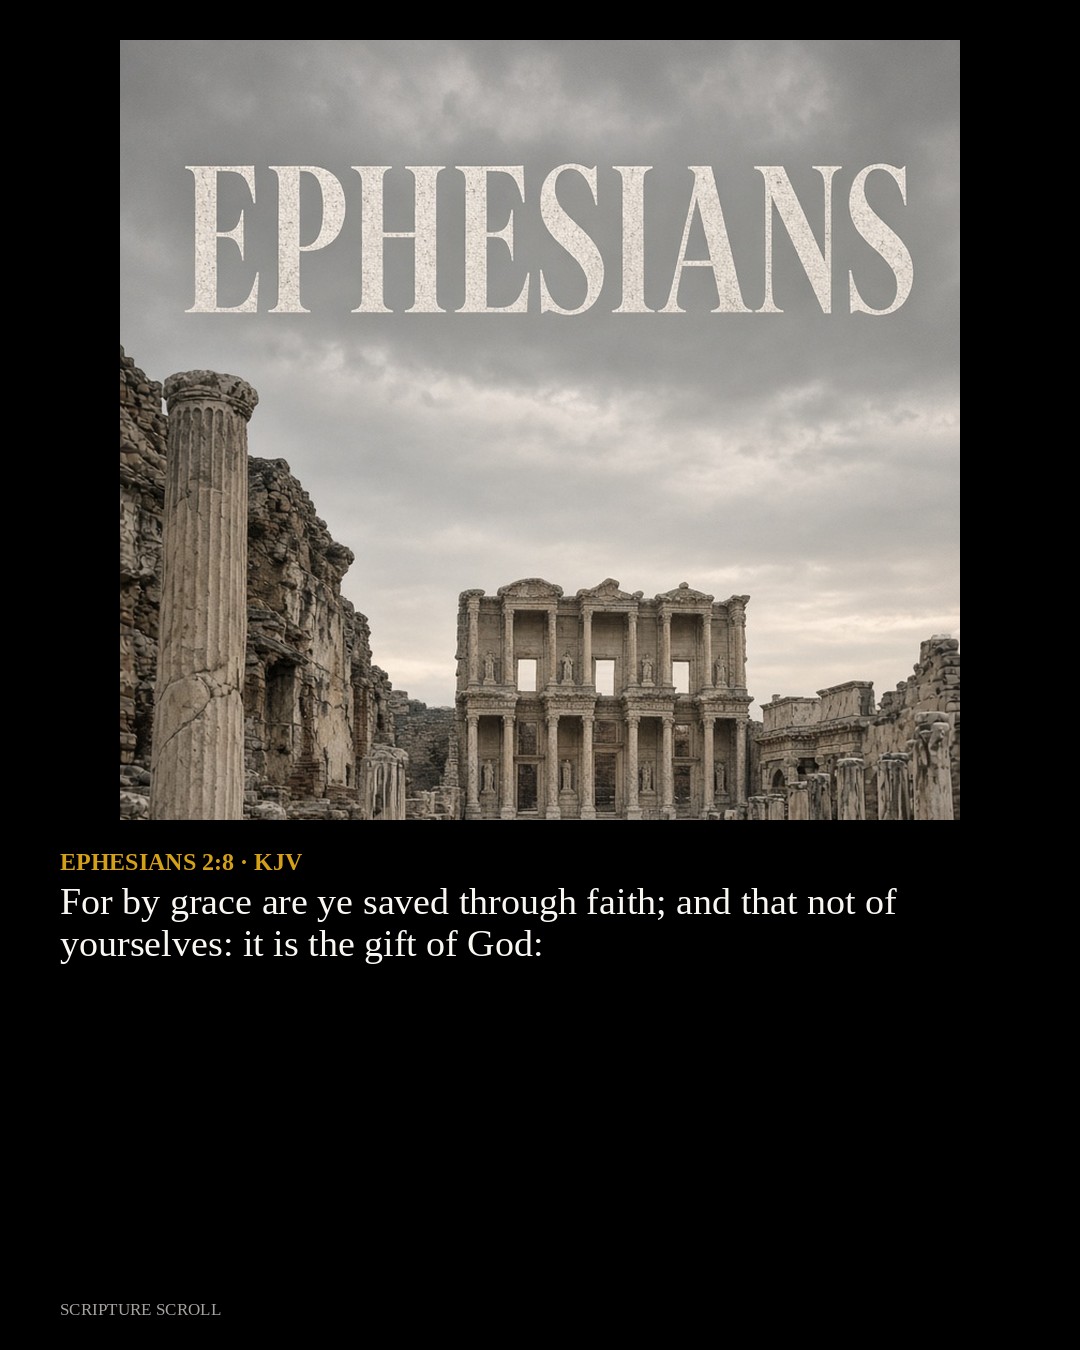 EPHESIANS
EPHESIANS 2:8 · KJV
For by grace are ye saved through faith; and that not of
yourselves: it is the gift of God:
SCRIPTURE SCROLL